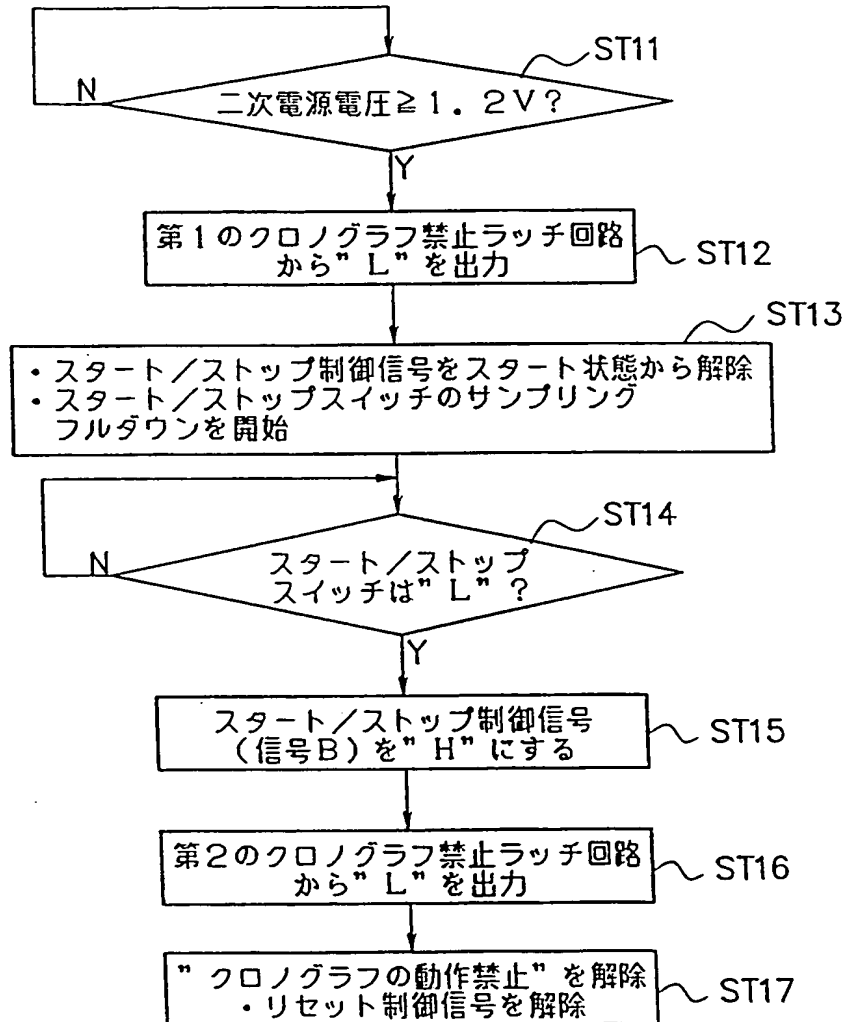 ST11
N
二次電源電圧≧1.2V?
Y
第1のクロノグラフ禁止ラッチ回路
から"L"を出力
ST12
ST13
・スタート/ストップ制御信号をスタート状態から解除
・スタート/ストップスイッチのサンプリング
フルダウンを開始
ST14
N
スタート/ストップ
スイッチは"L"?
Y
スタート/ストップ制御信号
(信号B)を"H"にする
ST15
第2のクロノグラフ禁止ラッチ回路
から"L"を出力
ST16
"クロノグラフの動作禁止"を解除
・リセット制御信号を解除
ST17